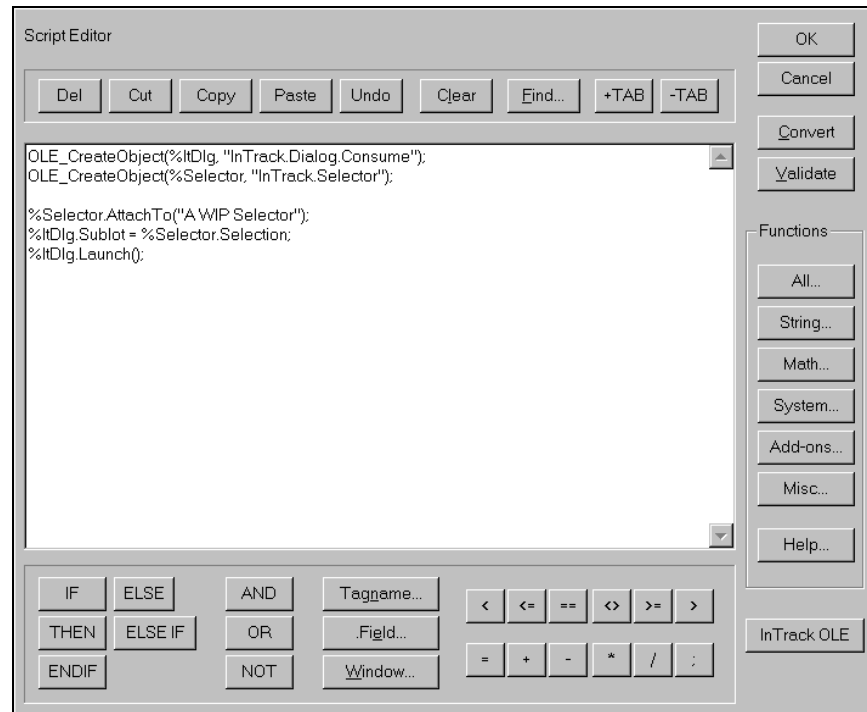 Script Editor
OK
Cancel
Del Cut Copy Paste Undo Clear Find... +TAB -TAB
Convert
Validate
OLE_CreateObject(%ItDlg, "InTrack.Dialog.Consume");
OLE_CreateObject(%Selector, "InTrack.Selector");
%Selector.AttachTo("A WIP Selector");
%ItDlg.Sublot = %Selector.Selection;
%ItDlg.Launch();
Functions
All...
String...
Math...
System...
Add-ons...
Misc...
Help...
IF ELSE AND Tagname... < <= == <> >= >
THEN ELSE IF OR .Field...
ENDIF NOT Window... = + - * / ;
InTrack OLE